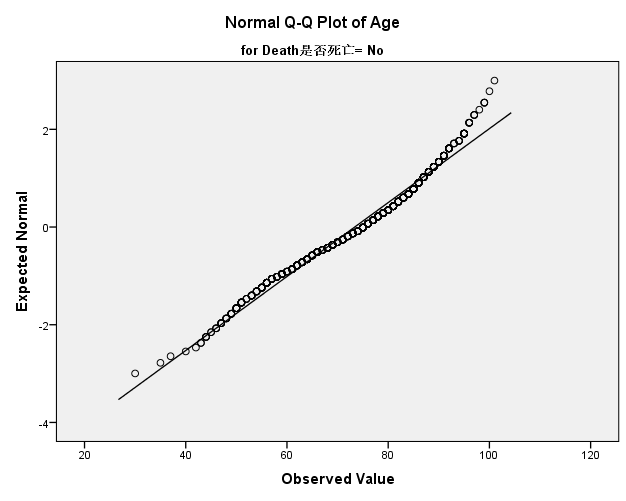 Normal Q-Q Plot of Age
for Death是否死亡= No
Expected Normal
2
0
-2
-4
20 40 60 80 100 120
Observed Value